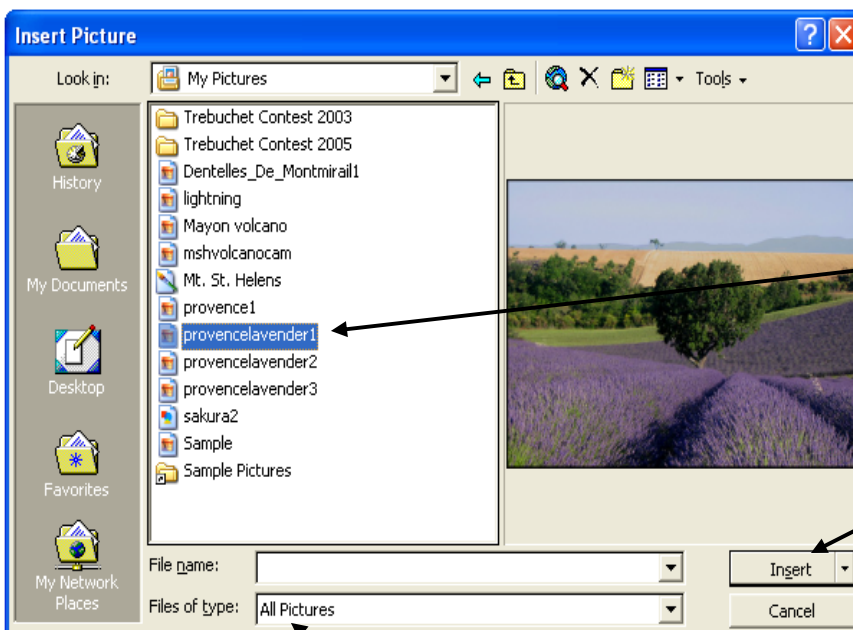 Insert Picture
Look in:
My Pictures
Tools
History
My Documents
Desktop
Favorites
My Network
Places
Trebuchet Contest 2003
Trebuchet Contest 2005
Dentelles_De_Montmirail1
lightning
Mayon volcano
mshvolcanocam
Mt. St. Helens
provence1
provencelavender1
provencelavender2
provencelavender3
sakura2
Sample
Sample Pictures
File name:
Insert
Files of type:
All Pictures
Cancel